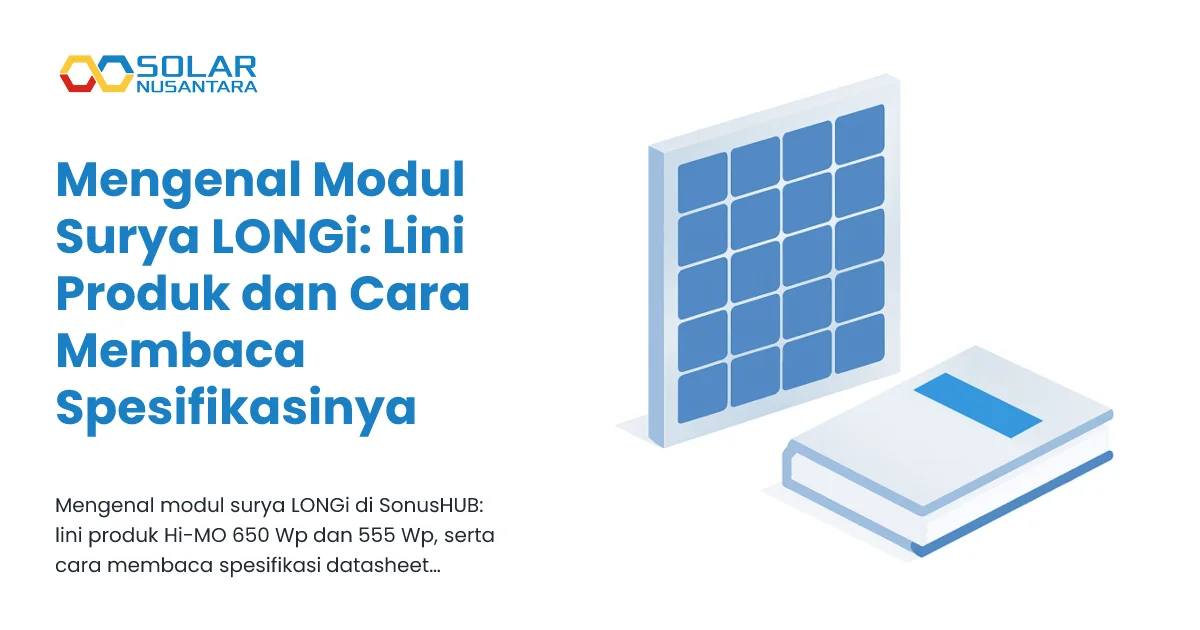 SOLAR
NUSANTARA
Mengenal Modul
Surya LONGi: Lini
Produk dan Cara
Membaca
Spesifikasinya
Mengenal modul surya LONGi di SonusHUB:
lini produk Hi-MO 650 Wp dan 555 Wp, serta
cara membaca spesifikasi datasheet...